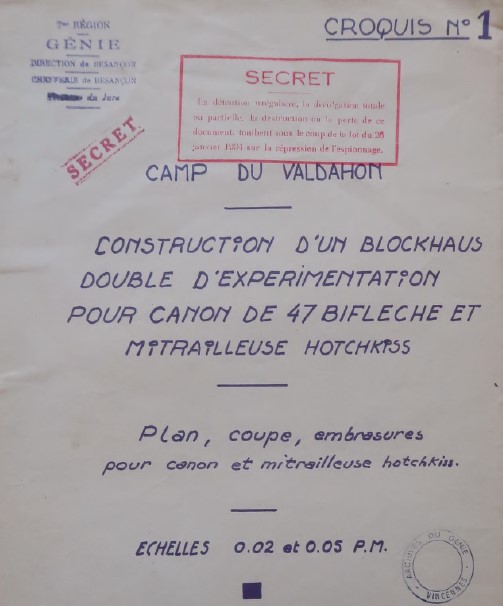 7me RÉGION
GÉNIE
DIRECTION de BESANÇON
CHEFFERIE de BESANÇON
du Jura
CROQUIS No 1
SECRET
SECRET
La détention irrégulière, la divulgation totale
ou partielle, la destruction ou la perte de ce
document, tombent sous le coup de la loi du 26
janvier 1934 sur la répression de l'espionnage.
CAMP DU VALDAHON
CONSTRUCTION D'UN BLOCKHAUS
DOUBLE D'EXPERIMENTATION
POUR CANON DE 47 BIFLECHE ET
MITRAILLEUSE HOTCHKISS
Plan, coupe, embrasures
pour canon et mitrailleuse hotchkiss.
ECHELLES 0.02 et 0.05 P.M.
ARCHIVES DU GENIE
VINCENNES